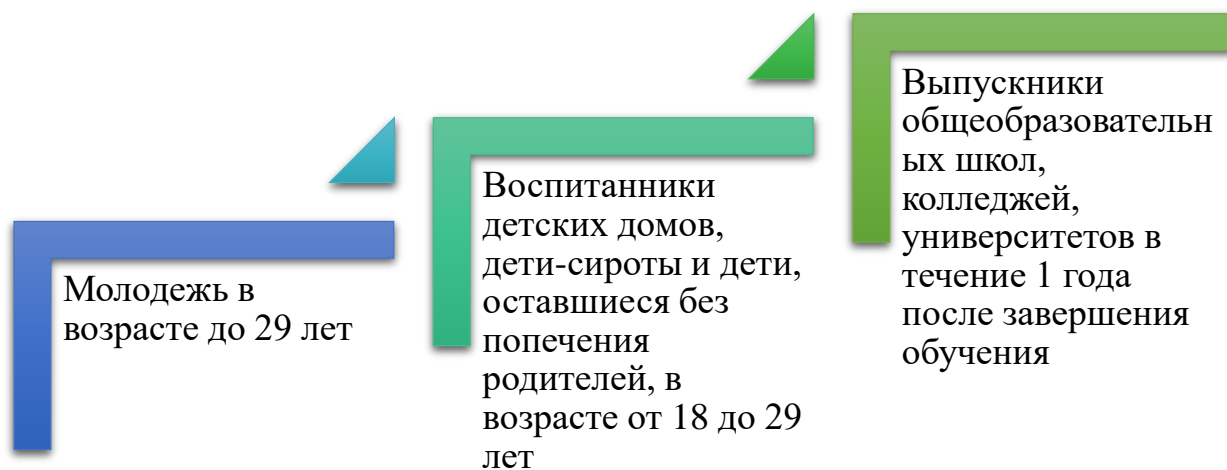 Молодежь в
возрасте до 29 лет
Воспитанники
детских домов,
дети-сироты и дети,
оставшиеся без
попечения
родителей, в
возрасте от 18 до 29
лет
Выпускники
общеобразовательн
ых школ,
колледжей,
университетов в
течение 1 года
после завершения
обучения